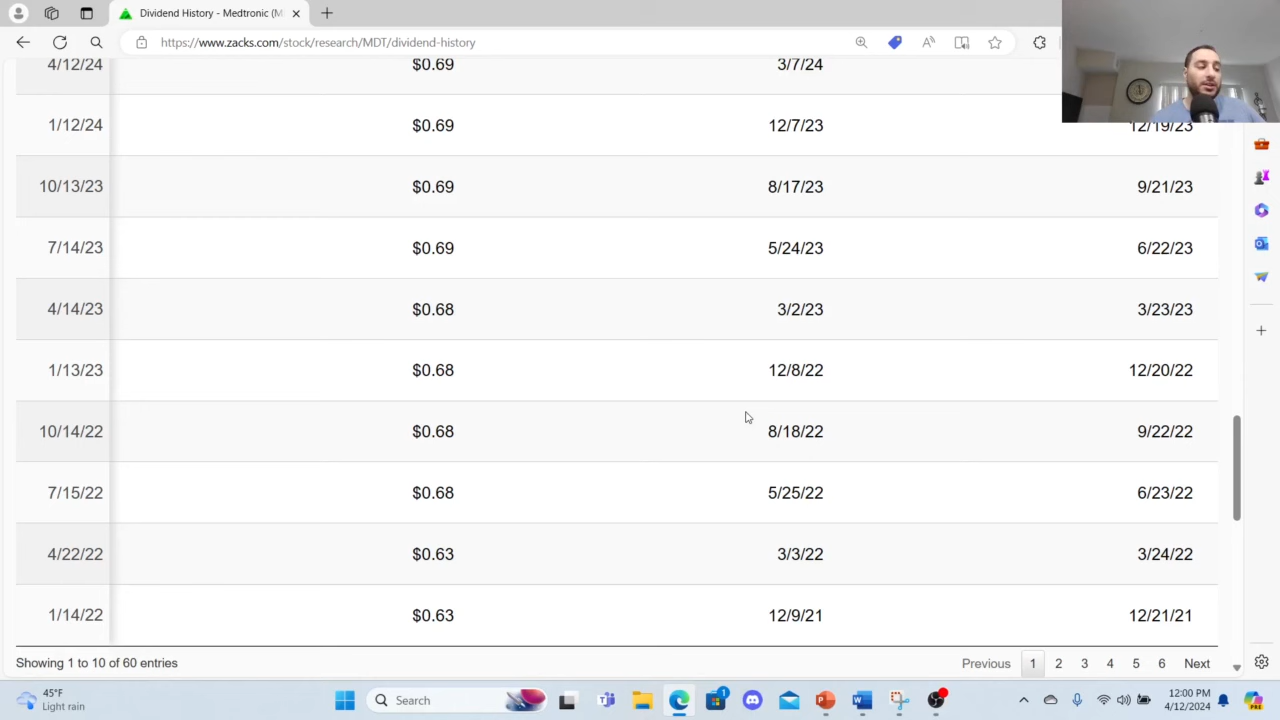 Dividend History - Medtronic (M
https://www.zacks.com/stock/research/MDT/dividend-history
4/12/24 $0.69 3/7/24
1/12/24 $0.69 12/7/23 12/19/23
10/13/23 $0.69 8/17/23 9/21/23
7/14/23 $0.69 5/24/23 6/22/23
4/14/23 $0.68 3/2/23 3/23/23
1/13/23 $0.68 12/8/22 12/20/22
10/14/22 $0.68 8/18/22 9/22/22
7/15/22 $0.68 5/25/22 6/23/22
4/22/22 $0.63 3/3/22 3/24/22
1/14/22 $0.63 12/9/21 12/21/21
Showing 1 to 10 of 60 entries Previous 1 2 3 4 5 6 Next
45°F
Light rain
Search
1
12:00 PM
4/12/2024
PRE